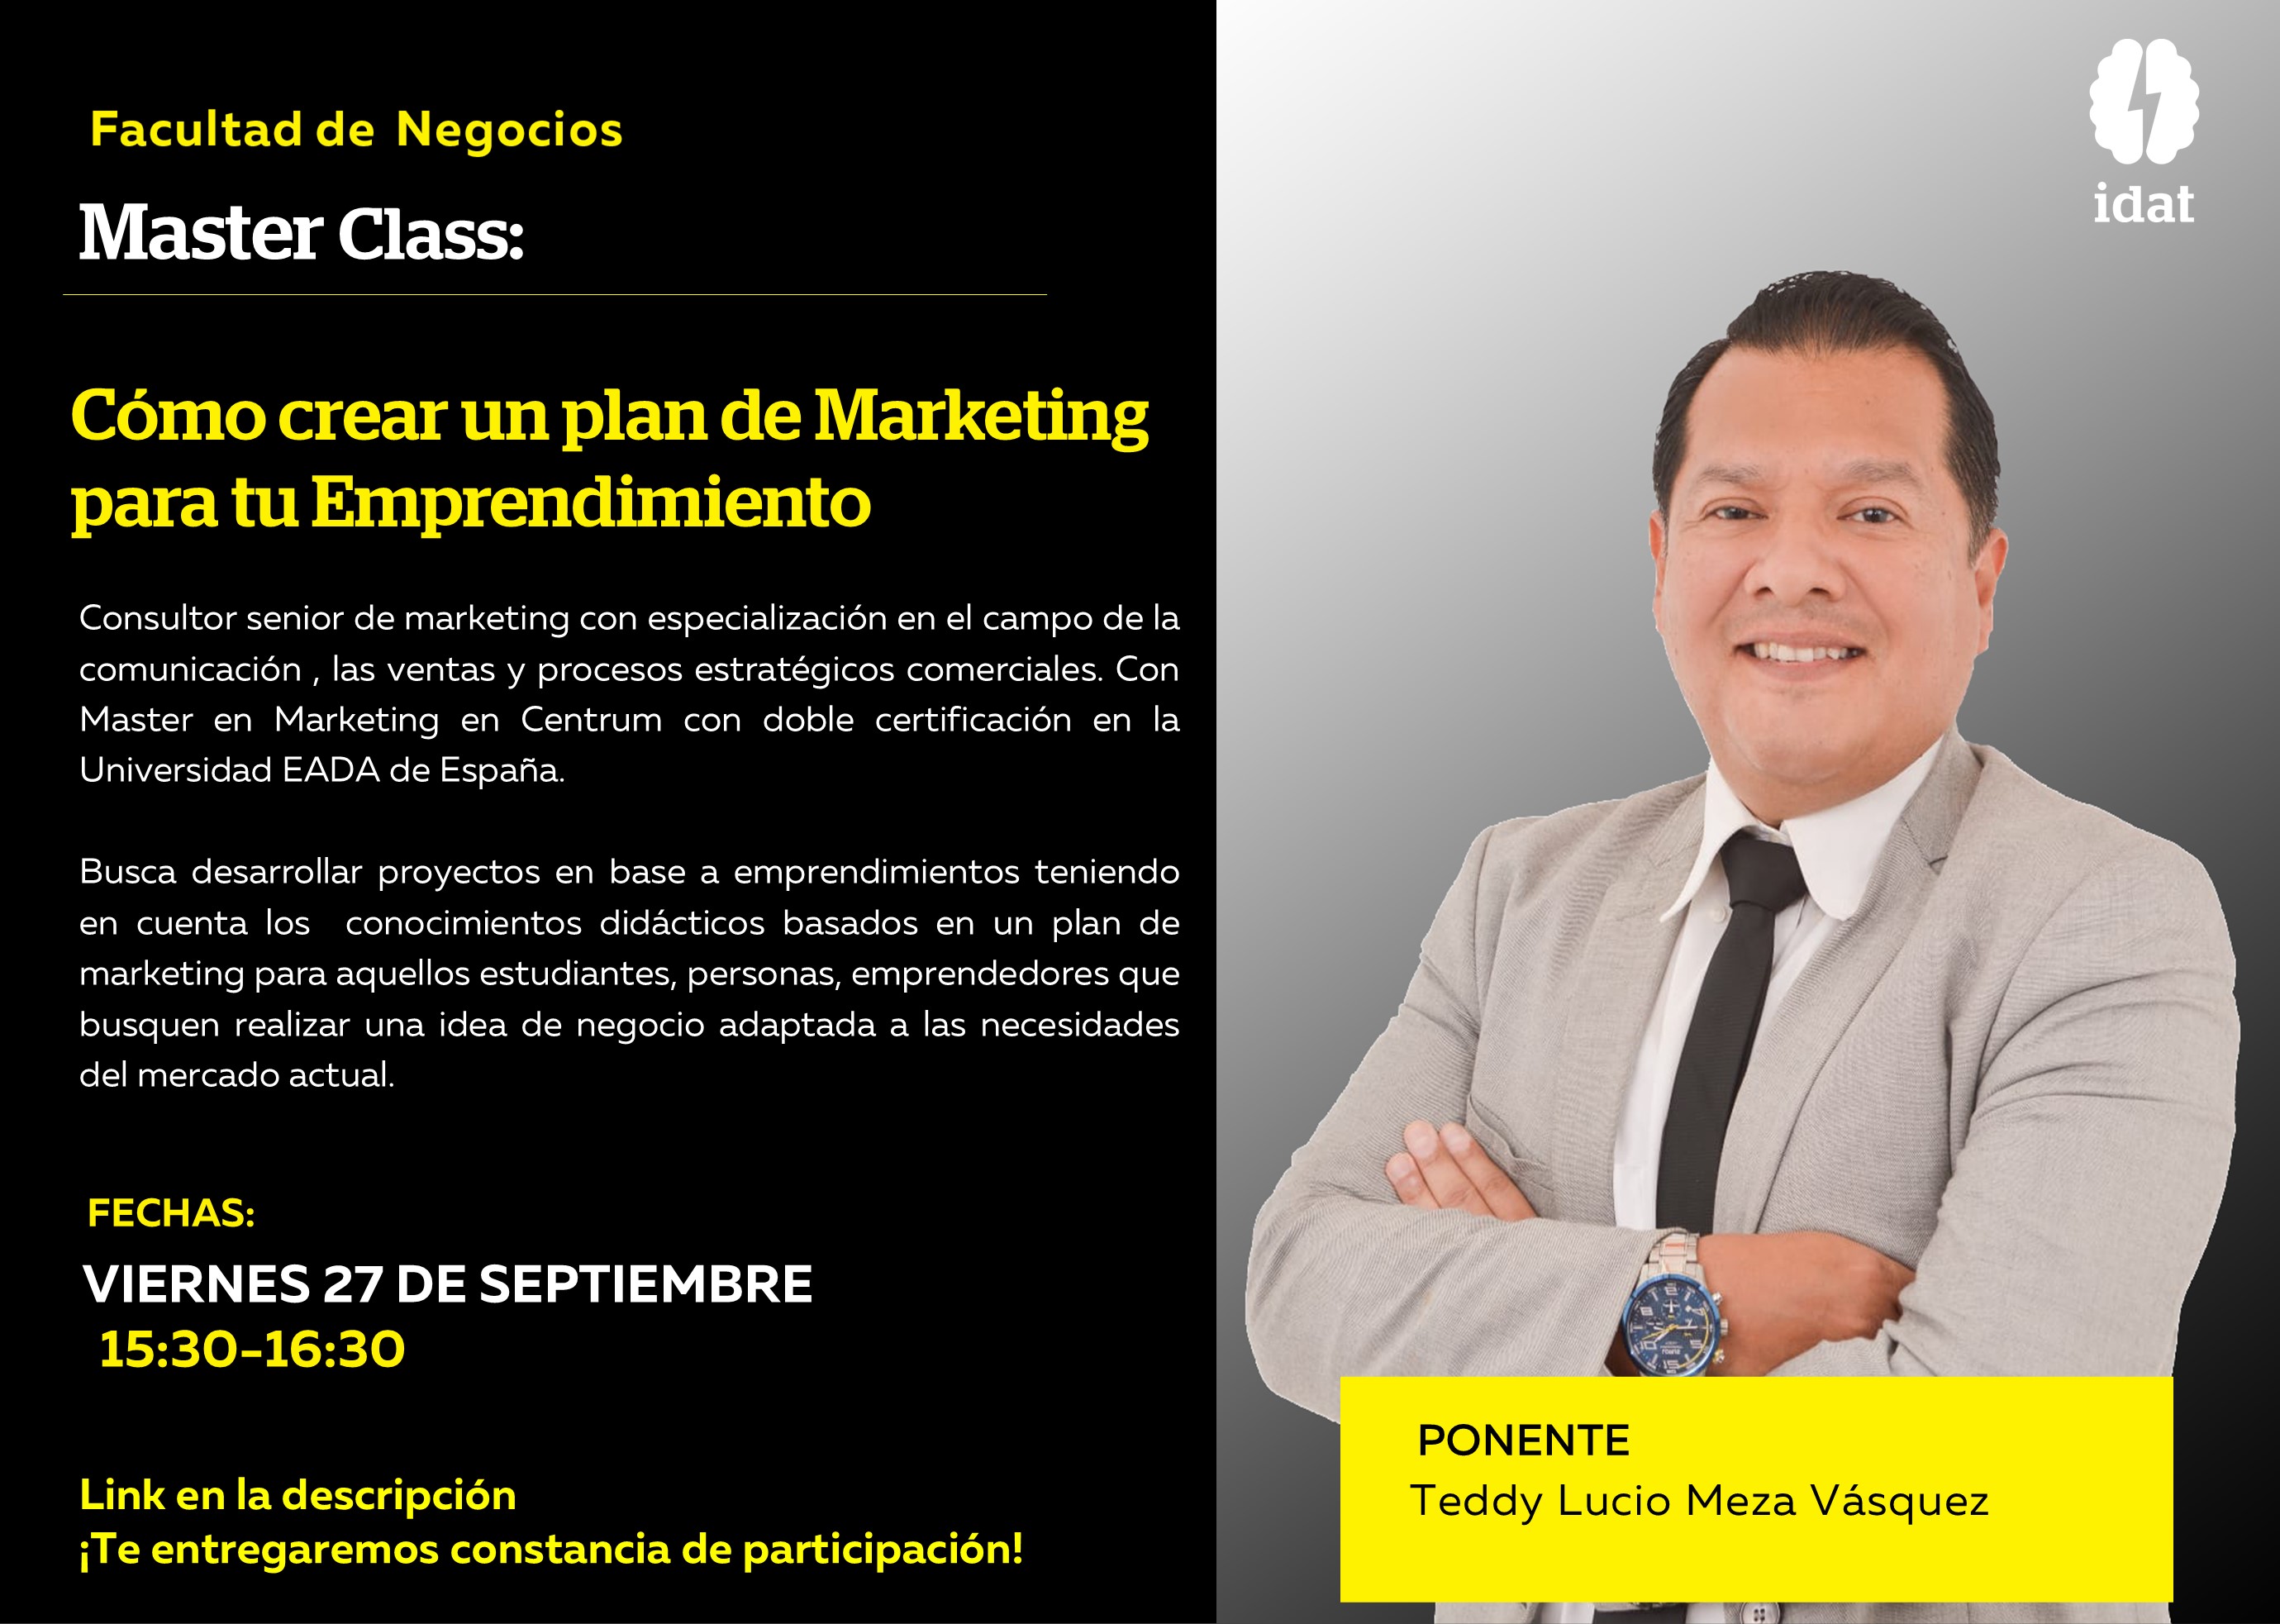 Facultad de Negocios
Master Class:
Cómo crear un plan de Marketing
para tu Emprendimiento
Consultor senior de marketing con especialización en el campo de la
comunicación , las ventas y procesos estratégicos comerciales. Con
Master en Marketing en Centrum con doble certificación en la
Universidad EADA de España.
Busca desarrollar proyectos en base a emprendimientos teniendo
en cuenta los conocimientos didácticos basados en un plan de
marketing para aquellos estudiantes, personas, emprendedores que
busquen realizar una idea de negocio adaptada a las necesidades
del mercado actual.
FECHAS:
VIERNES 27 DE SEPTIEMBRE
15:30-16:30
Link en la descripción
¡Te entregaremos constancia de participación!
idat
PONENTE
Teddy Lucio Meza Vásquez